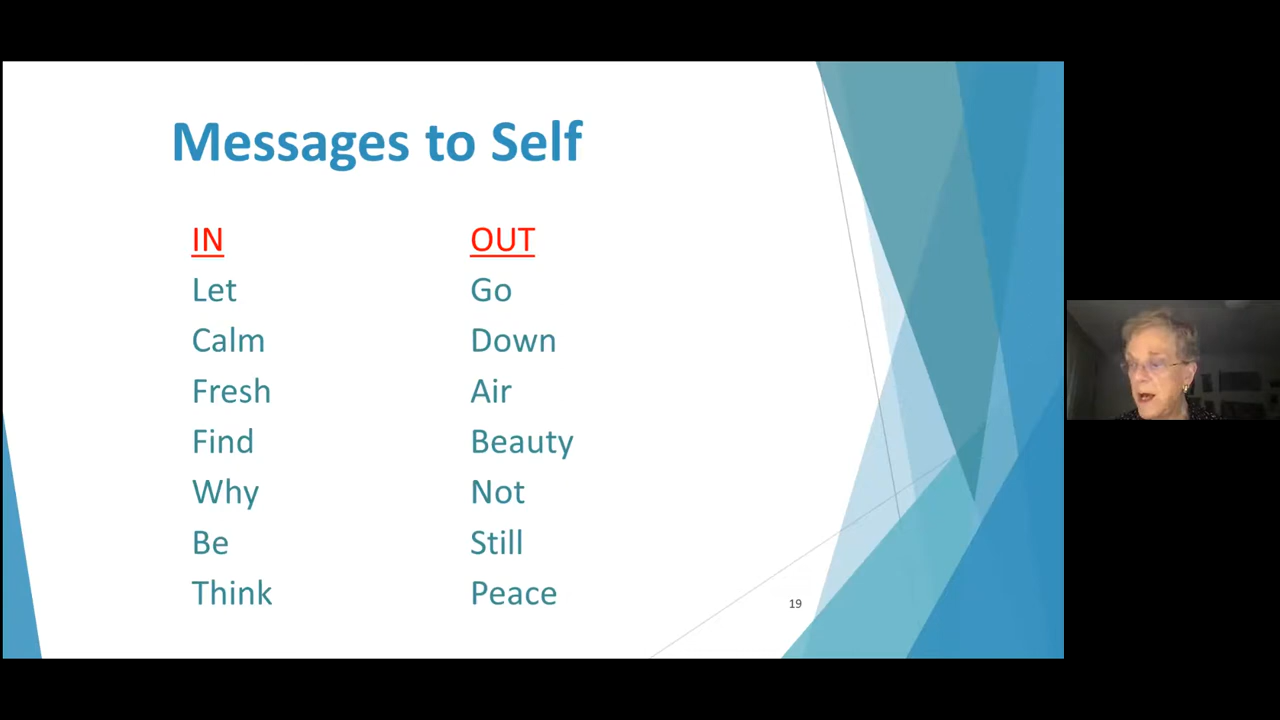 Messages to Self
IN OUT
Let Go
Calm Down
Fresh Air
Find Beauty
Why Not
Be Still
Think Peace
19